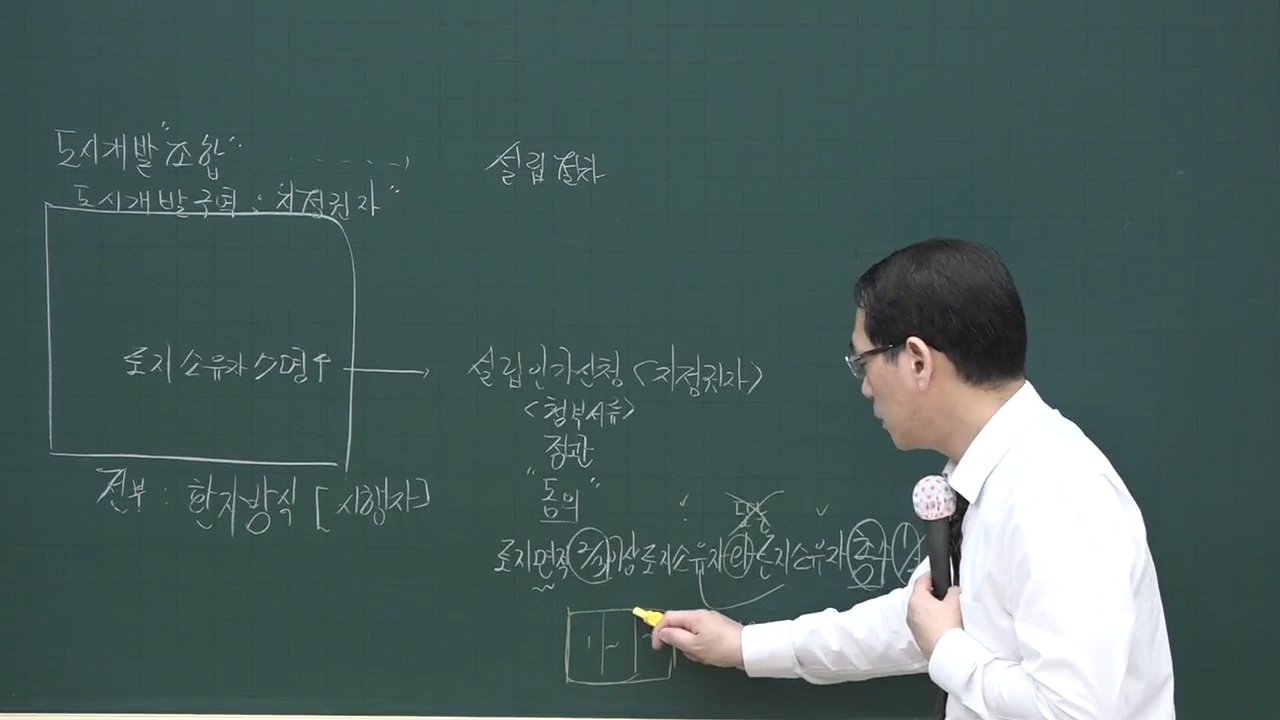 도시개발 "조합"
설립 절차
도시개발구역 : 지정권자"
토지소유자 7명↑ → 설립인가신청 <지정권자>
<첨부서류>
정관
"동의"
전부 : 환지방식 [시행자]
토지면적 2/3이상 토지소유자 와 토지소유자 총
1